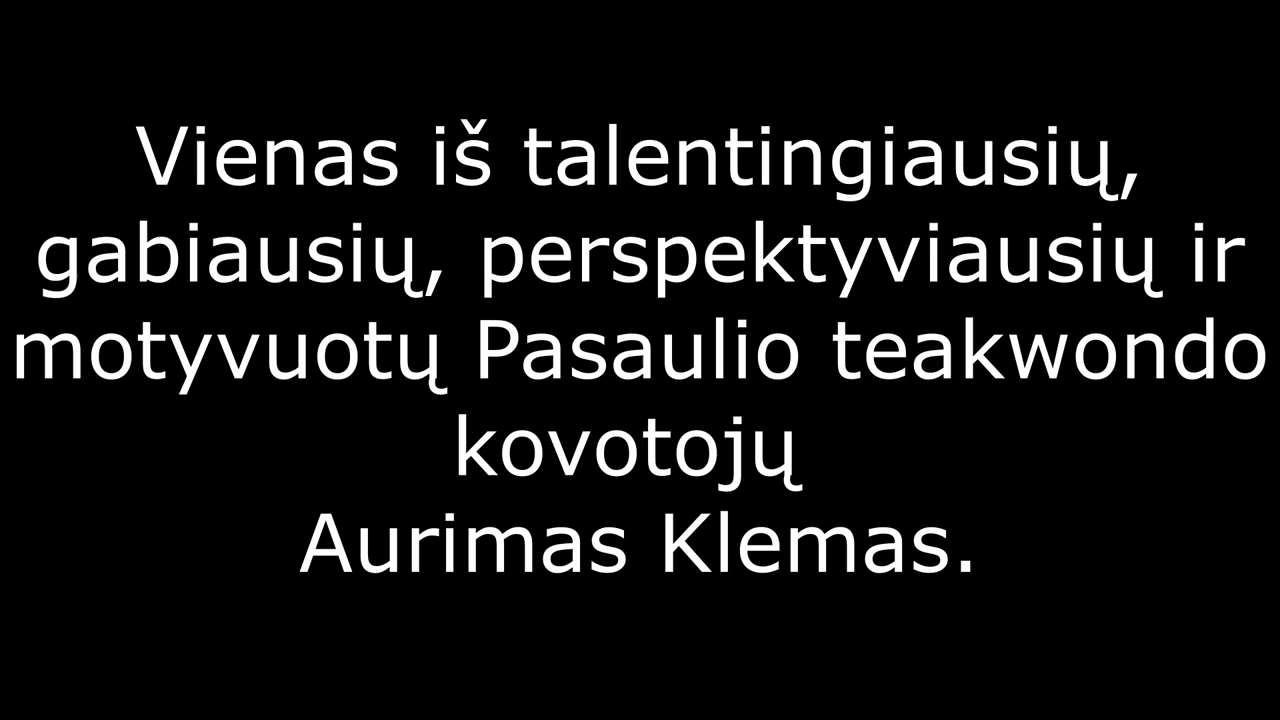 Vienas iš talentingiausių,
gabiausių, perspektyviausių ir
motyvuotų Pasaulio teakwondo
kovotojų
Aurimas Klemas.